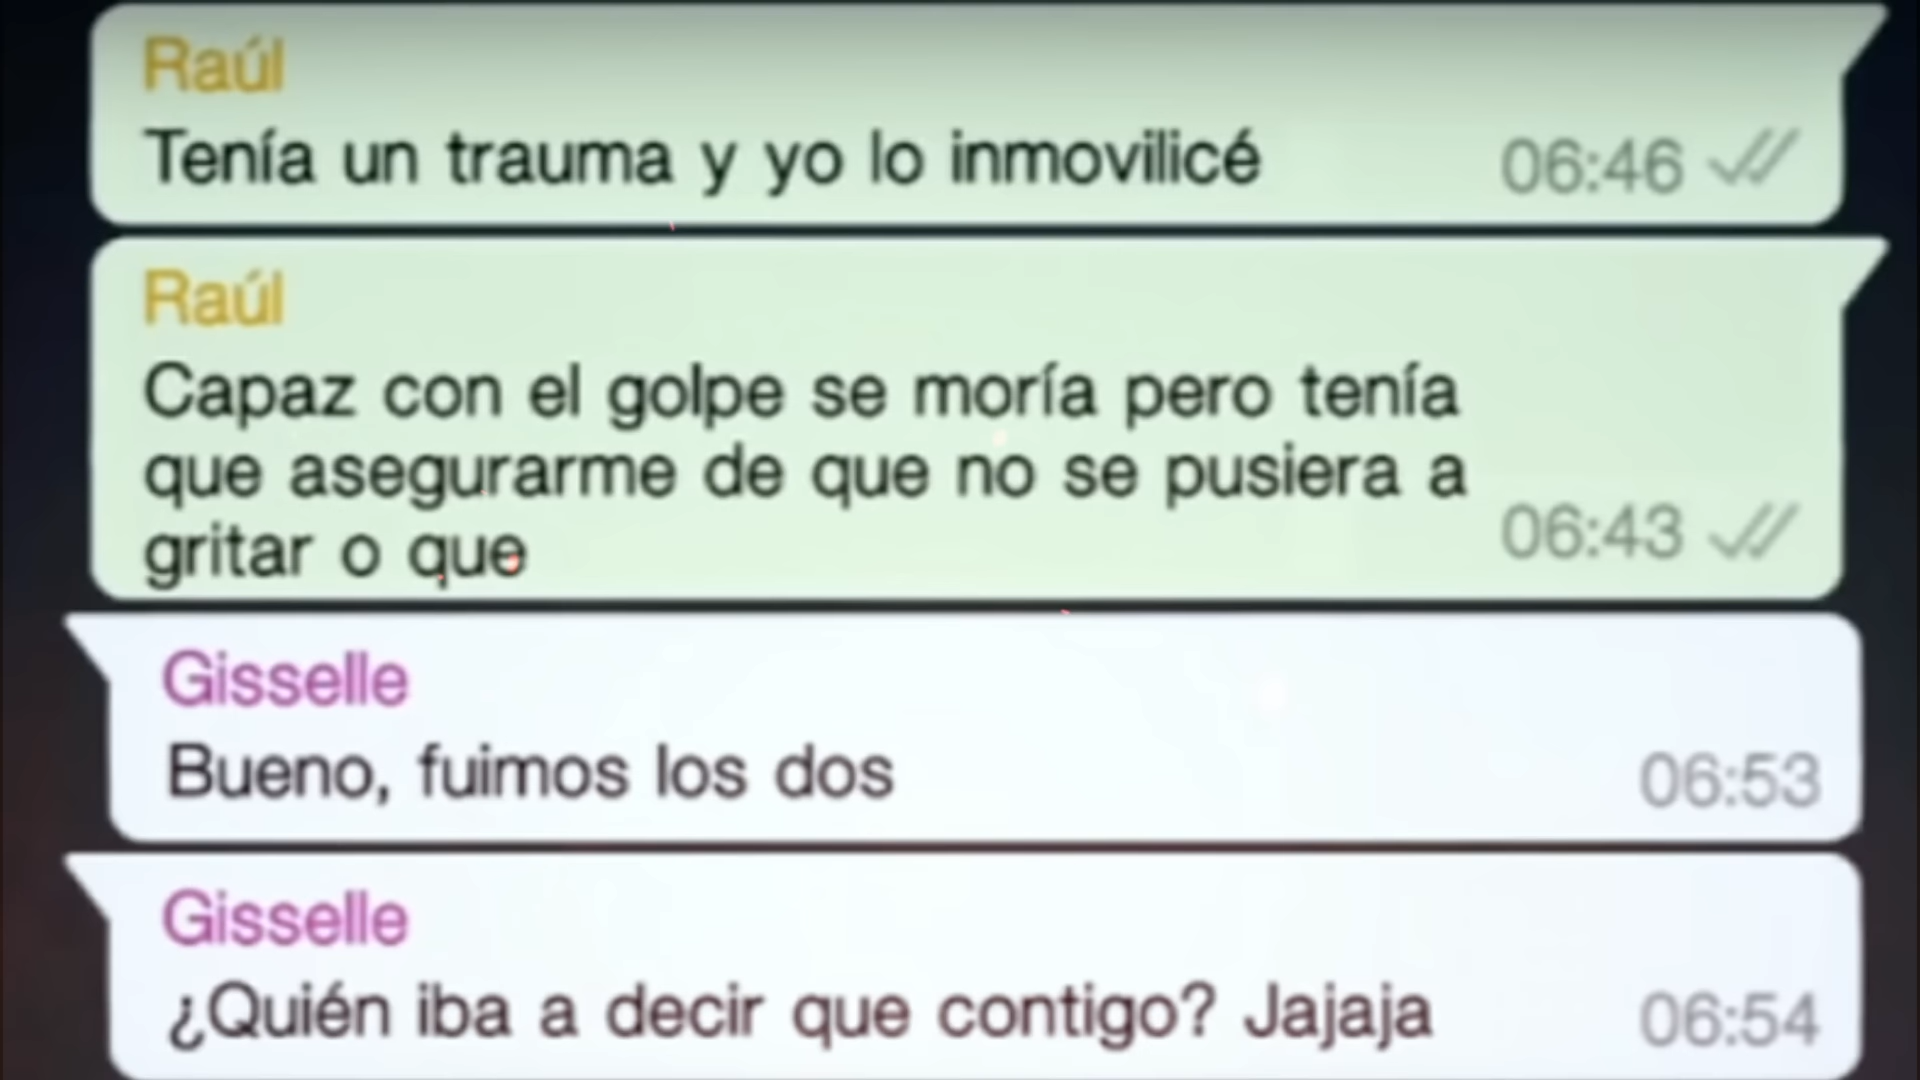 Raúl
Tenía un trauma y yo lo inmovilicé
06:46
Raúl
Capaz con el golpe se moría pero tenía
que asegurarme de que no se pusiera a
gritar o que
06:43
Gisselle
Bueno, fuimos los dos
06:53
Gisselle
¿Quién iba a decir que contigo? Jajaja
06:54